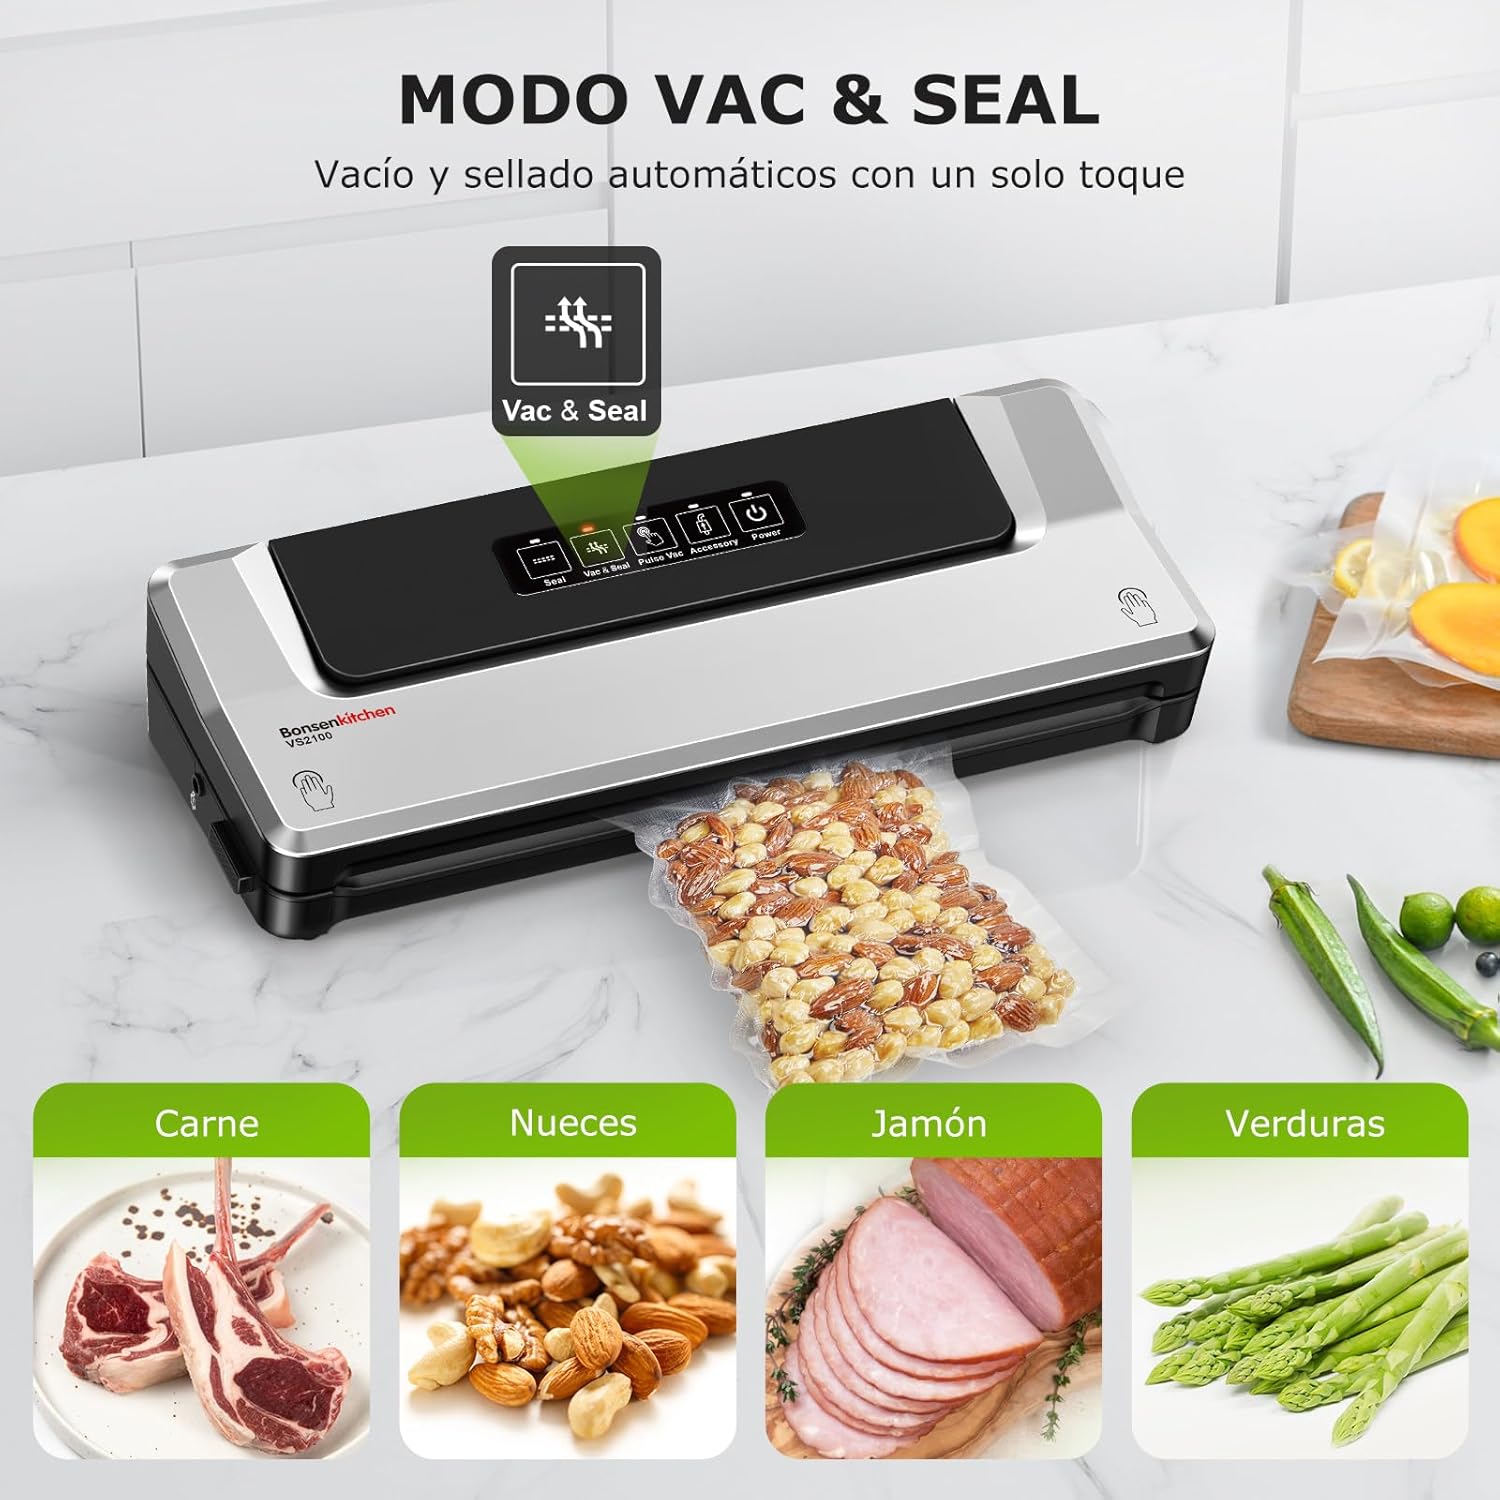 MODO VAC & SEAL
Vacío y sellado automáticos con un solo toque
Vac & Seal
Seal
Vac & Seal
Pulse Vac
Accessory
Power
Bonsenkitchen
VS2100
Carne
Nueces
Jamón
Verduras